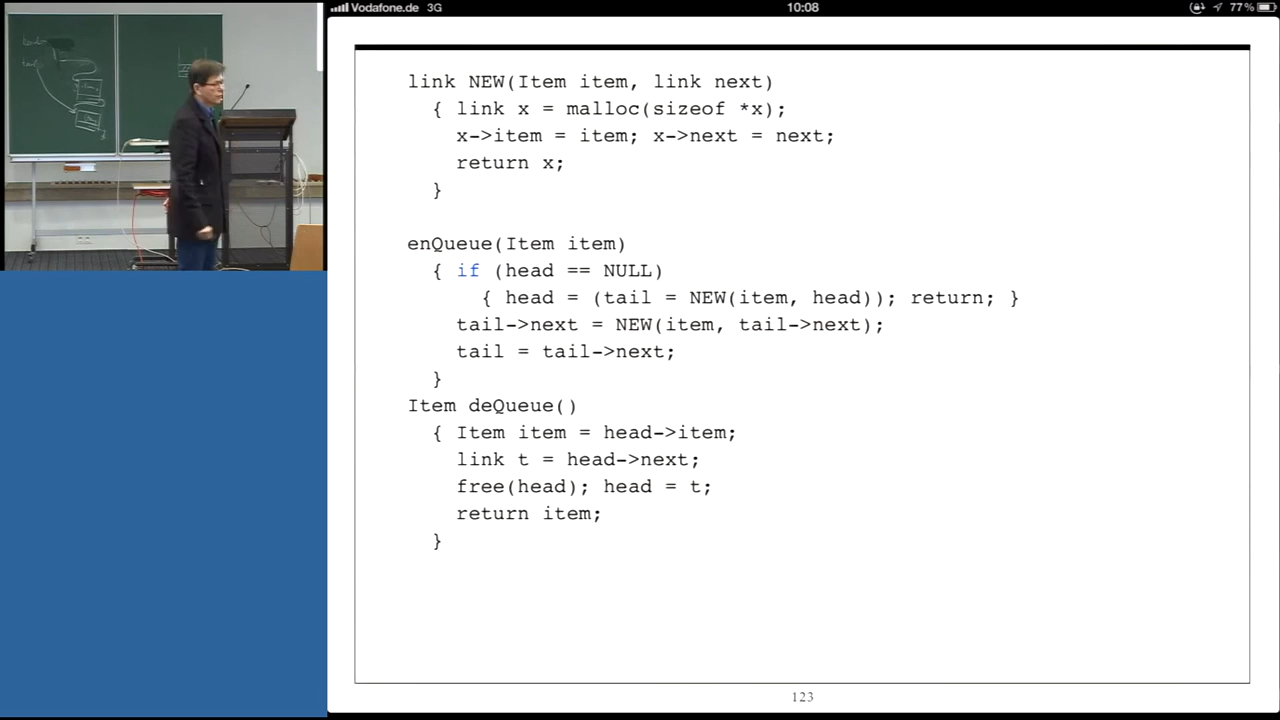 Vodafone.de 3G 10:08 77%
link NEW(Item item, link next)
{ link x = malloc(sizeof *x);
x->item = item; x->next = next;
return x;
}
enQueue(Item item)
{ if (head == NULL)
{ head = (tail = NEW(item, head)); return; }
tail->next = NEW(item, tail->next);
tail = tail->next;
}
Item deQueue()
{ Item item = head->item;
link t = head->next;
free(head); head = t;
return item;
}
123